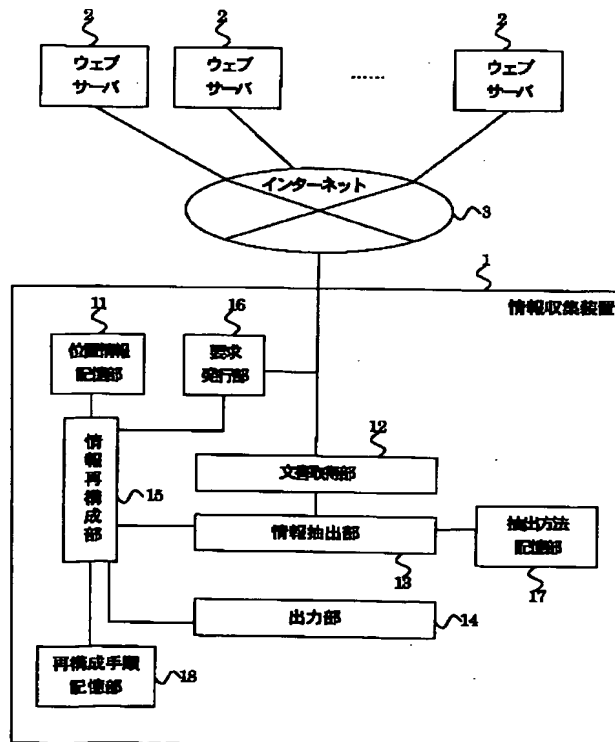 2
2
2
ウェブ
サーバ
ウェブ
サーバ
......
ウェブ
サーバ
インターネット
3
1
情報収集装置
11
16
位置情報
記憶部
要求
発行部
12
文書取得部
情報再構成部
15
情報抽出部
13
抽出方法
記憶部
17
出力部
14
再構成手順
記憶部
18